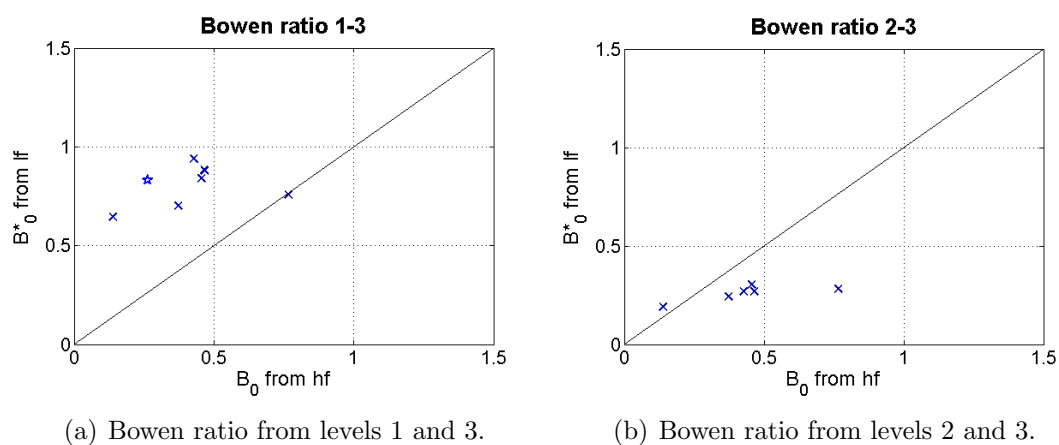 Bowen ratio 1-3
1.5
1
0.5
0
0
0.5
1
1.5
B*0 from lf
B0 from hf
(a) Bowen ratio from levels 1 and 3.
Bowen ratio 2-3
1.5
1
0.5
0
0
0.5
1
1.5
B*0 from lf
B0 from hf
(b) Bowen ratio from levels 2 and 3.